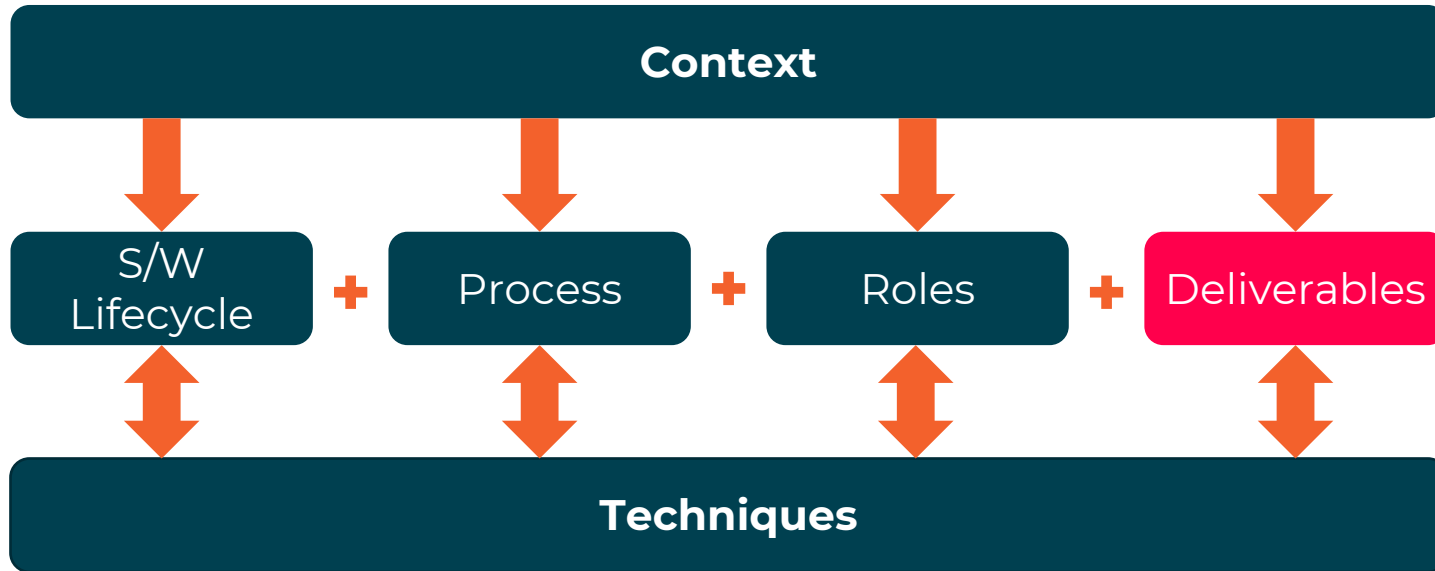 Context
S/W
Lifecycle
Process
Roles
Deliverables
Techniques